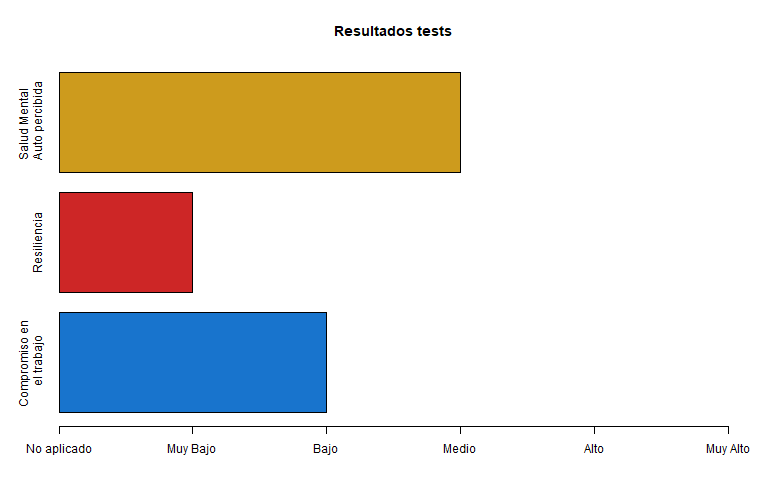 Resultados tests
Salud Mental
Auto percibida
Resiliencia
Compromiso en
el trabajo
No aplicado
Muy Bajo
Bajo
Medio
Alto
Muy Alto